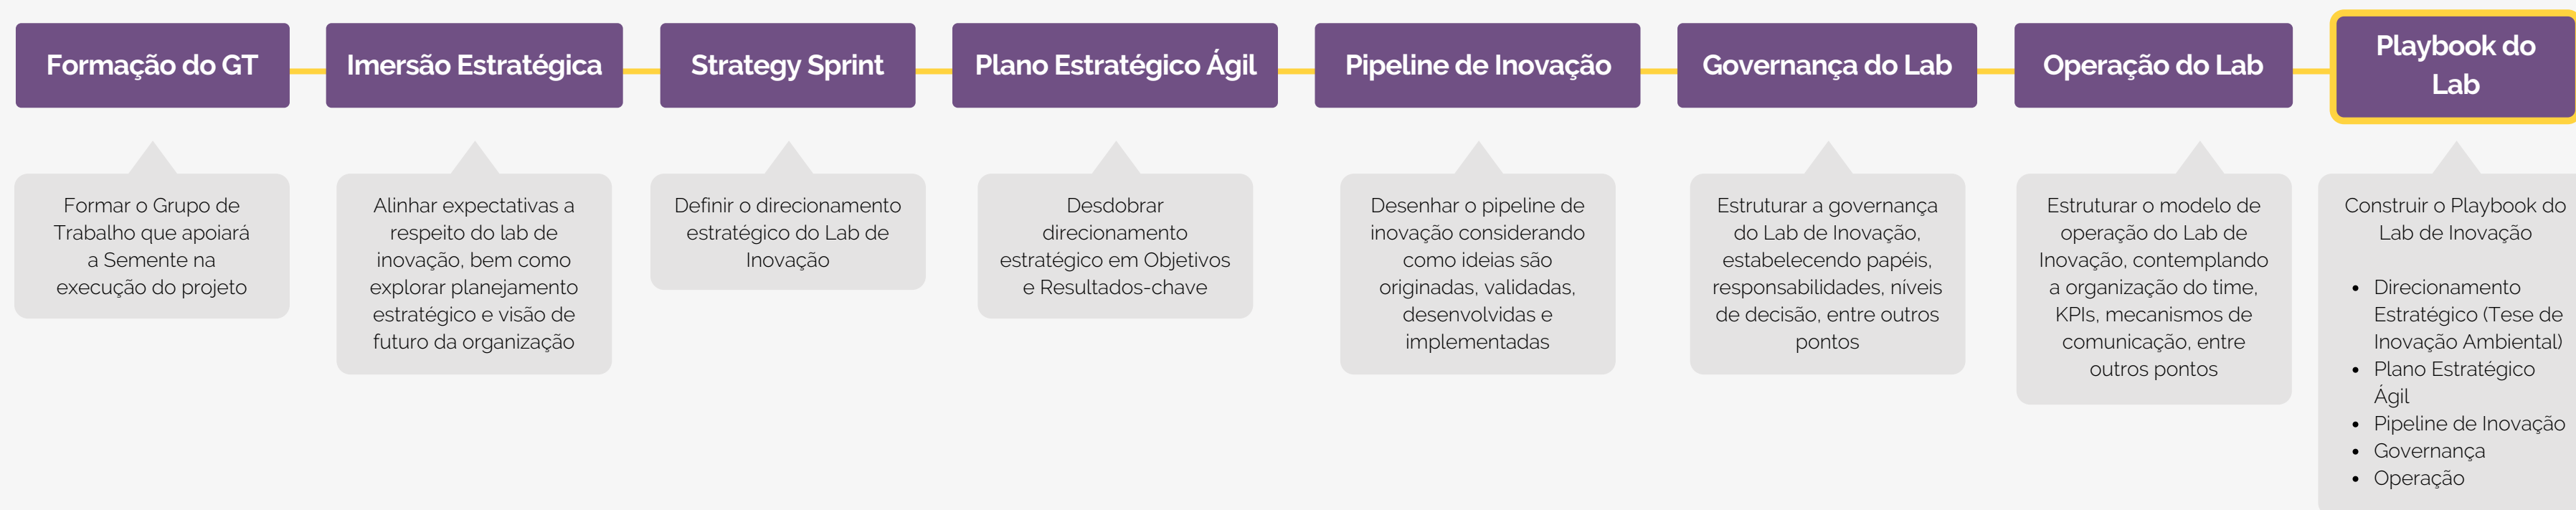 Formação do GT
Imersão Estratégica
Strategy Sprint
Plano Estratégico Ágil
Pipeline de Inovação
Governança do Lab
Operação do Lab
Playbook do
Lab
Formar o Grupo de
Trabalho que apoiará
a Semente na
execução do projeto
Alinhar expectativas a
respeito do lab de
inovação, bem como
explorar planejamento
estratégico e visão de
futuro da organização
Definir o direcionamento
estratégico do Lab de
Inovação
Desdobrar
direcionamento
estratégico em Objetivos
e Resultados-chave
Desenhar o pipeline de
inovação considerando
como ideias são
originadas, validadas,
desenvolvidas e
implementadas
Estruturar a governança
do Lab de Inovação,
estabelecendo papéis,
responsabilidades, níveis
de decisão, entre outros
pontos
Estruturar o modelo de
operação do Lab de
Inovação, contemplando
a organização do time,
KPIs, mecanismos de
comunicação, entre
outros pontos
Construir o Playbook do
Lab de Inovação
• Direcionamento
Estratégico (Tese de
Inovação Ambiental)
• Plano Estratégico
Ágil
• Pipeline de Inovação
• Governança
• Operação